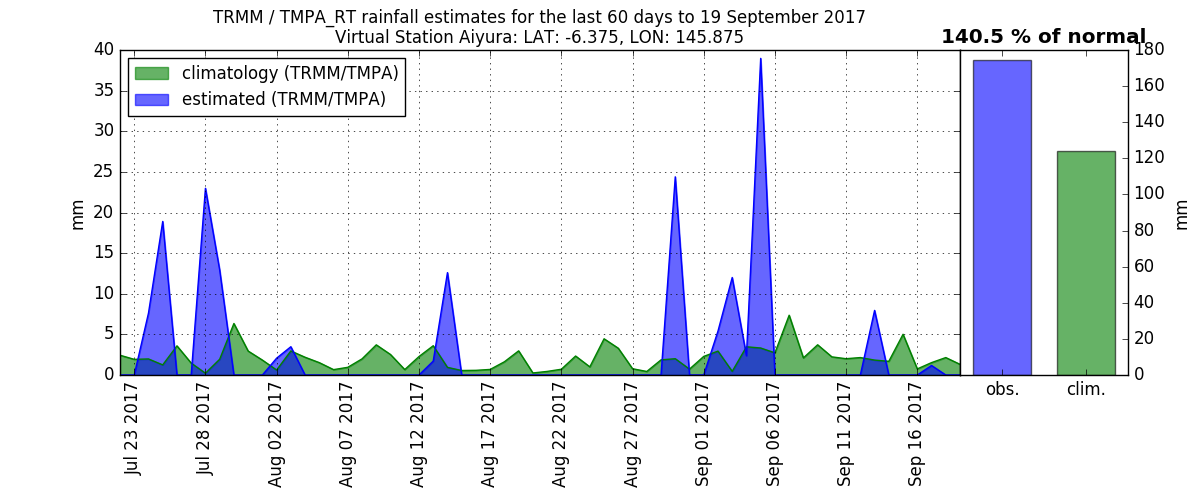 TRMM / TMPA_RT rainfall estimates for the last 60 days to 19 September 2017
Virtual Station Aiyura: LAT: -6.375, LON: 145.875
140.5 % of normal
climatology (TRMM/TMPA)
estimated (TRMM/TMPA)
mm
40
35
30
25
20
15
10
5
0
Jul 23 2017
Jul 28 2017
Aug 02 2017
Aug 07 2017
Aug 12 2017
Aug 17 2017
Aug 22 2017
Aug 27 2017
Sep 01 2017
Sep 06 2017
Sep 11 2017
Sep 16 2017
obs.
clim.
180
160
140
120
100
80
60
40
20
0
mm